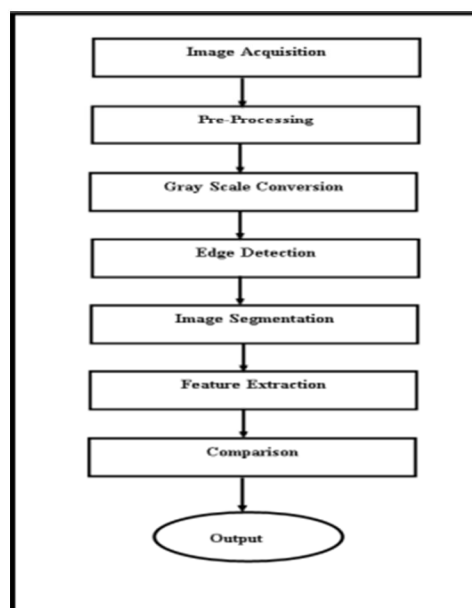 Image Acquisition
Pre-Processing
Gray Scale Conversion
Edge Detection
Image Segmentation
Feature Extraction
Comparison
Output